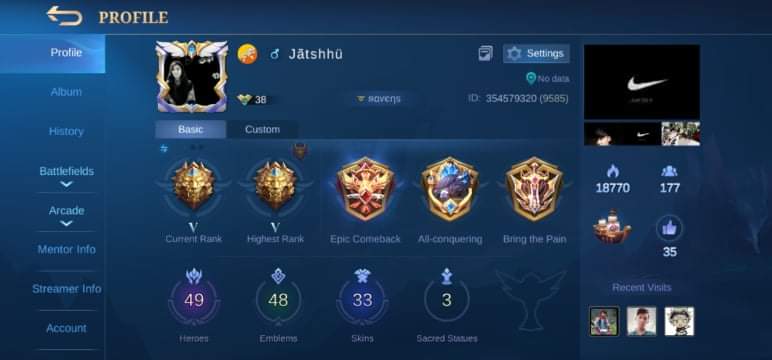 PROFILE
Profile
Album
History
Battlefields
Arcade
Mentor Info
Streamer Info
Account
Jãtshhü
Settings
No data
38
ID: 354579320 (9585)
Basic
Custom
V
Current Rank
V
Highest Rank
Epic Comeback
All-conquering
Bring the Pain
49
Heroes
48
Emblems
33
Skins
3
Sacred Statues
18770
177
35
Recent Visits